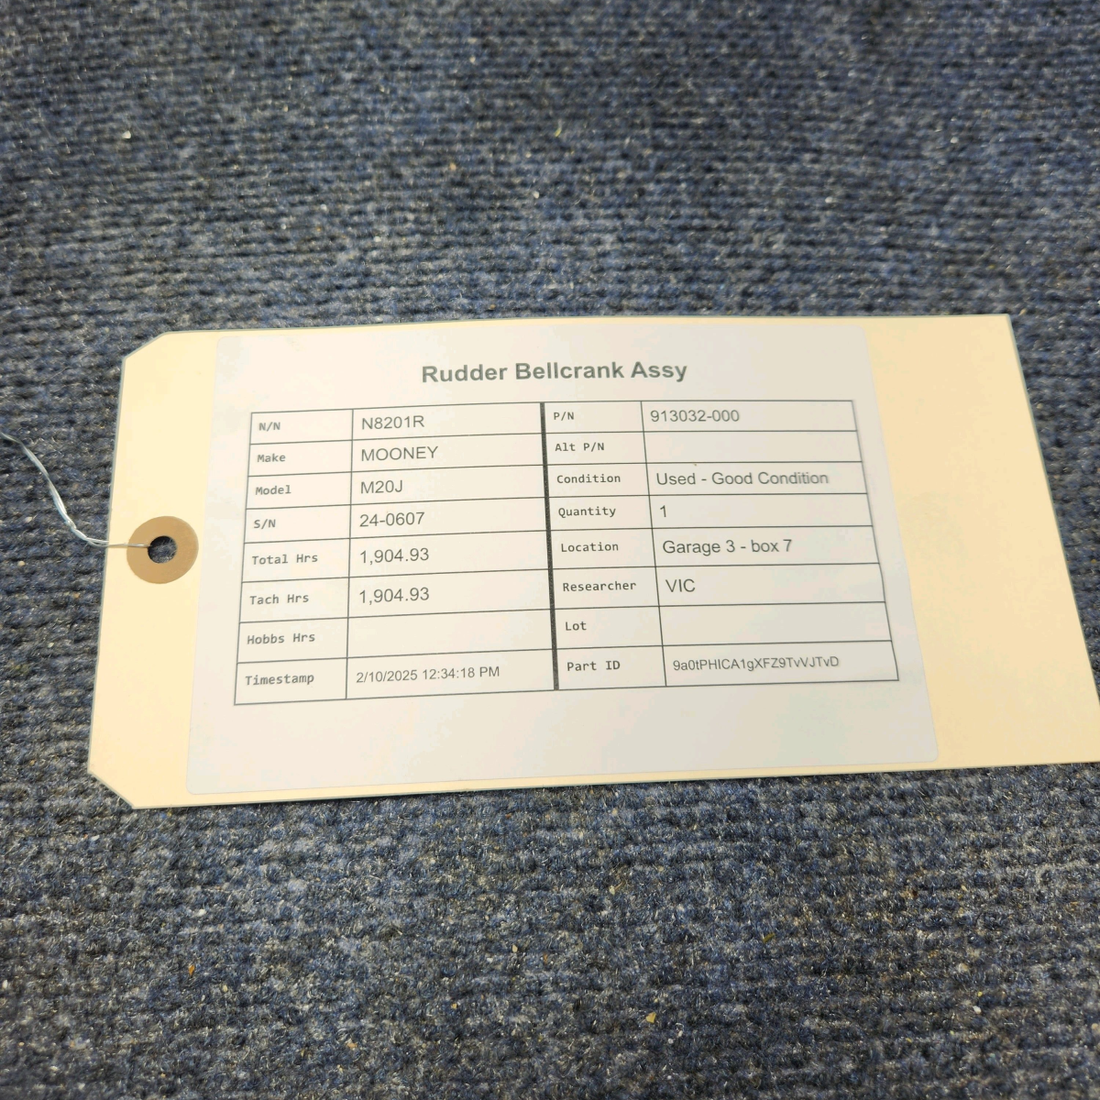 Rudder Bellcrank Assy
N/N N8201R P/N 913032-000
Make MOONEY Alt P/N
Model M20J Condition Used - Good Condition
S/N 24-0607 Quantity 1
Total Hrs 1,904.93 Location Garage 3 - box 7
Tach Hrs 1,904.93 Researcher VIC
Hobbs Hrs Lot
Timestamp 2/10/2025 12:34:18 PM Part ID 9a0tPHICA1gXFZ9TvVJTvD